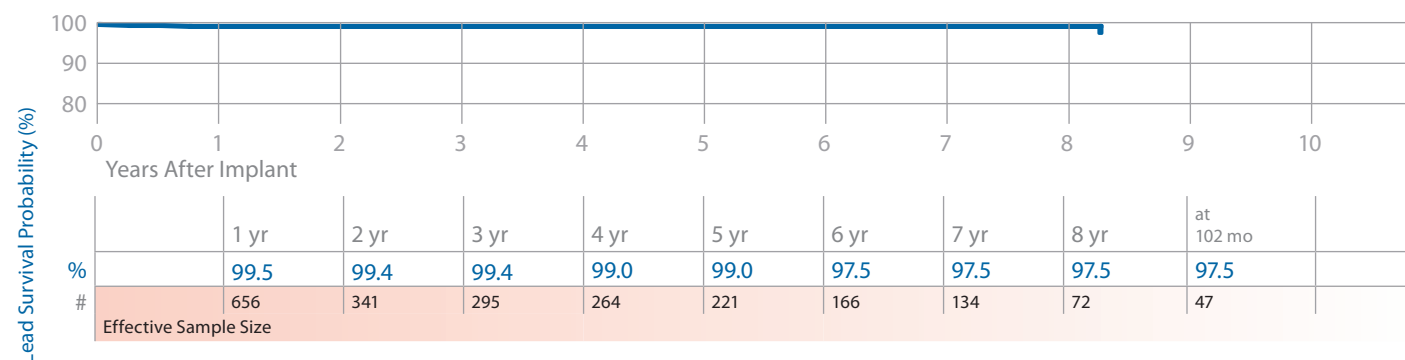 100
90
80
0 1 2 3 4 5 6 7 8 9 10
Years After Implant
Lead Survival Probability (%)
at
1 yr 2 yr 3 yr 4 yr 5 yr 6 yr 7 yr 8 yr 102 mo
% 99.5 99.4 99.4 99.0 99.0 97.5 97.5 97.5 97.5
# 656 341 295 264 221 166 134 72 47
Effective Sample Size